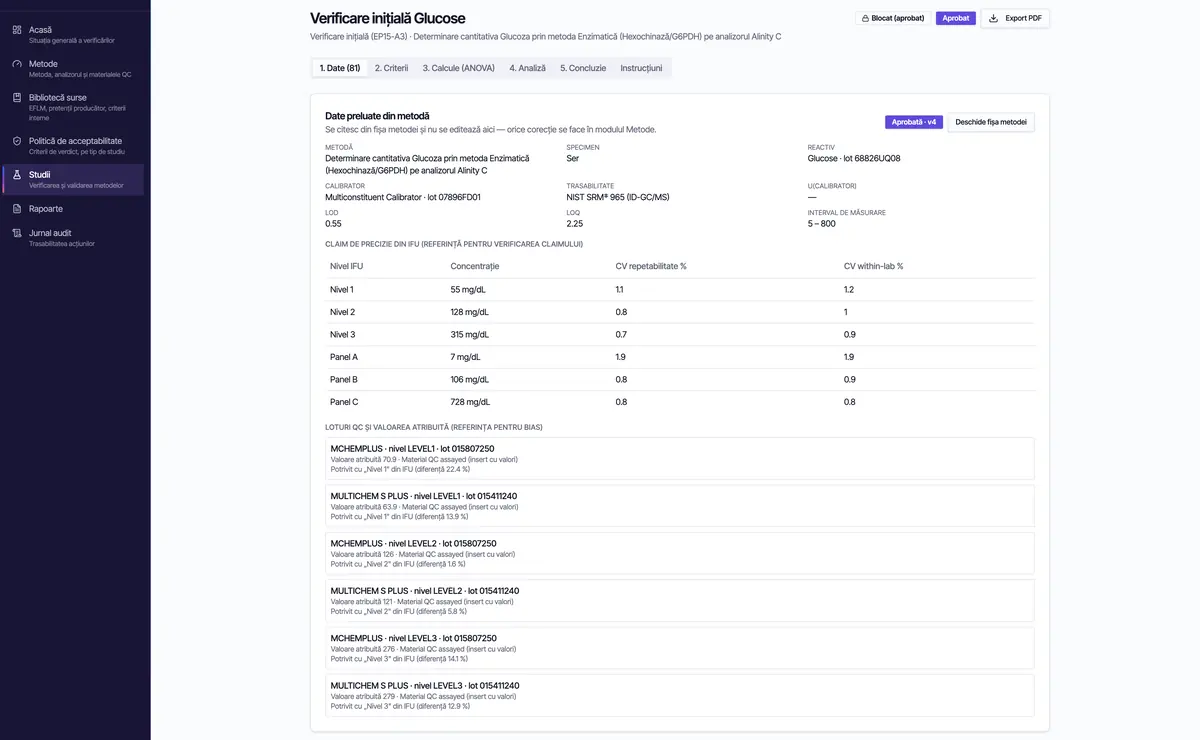 Acasă
Situația generală a verificărilor
Metode
Metoda, analizorul și materialele QC
Bibliotecă surse
EFLM, pretenții producător, criterii
interne
Politică de acceptabilitate
Criterii de verdict, pe tip de studiu
Studii
Verificarea și validarea metodelor
Rapoarte
Jurnal audit
Trasabilitatea acțiunilor
Verificare inițială Glucose
Blocat (aprobat)
Aprobat
Export PDF
Verificare inițială (EP15-A3) · Determinare cantitativa Glucoza prin metoda Enzimatică (Hexochinază/G6PDH) pe analizorul Alinity C
1. Date (81)
2. Criterii
3. Calcule (ANOVA)
4. Analiză
5. Concluzie
Instrucțiuni
Date preluate din metodă
Se citesc din fișa metodei și nu se editează aici — orice corecție se face în modulul Metode.
Aprobată · v4
Deschide fișa metodei
METODĂ
Determinare cantitativa Glucoza prin metoda Enzimatică
(Hexochinază/G6PDH) pe analizorul Alinity C
SPECIMEN
Ser
REACTIV
Glucose · lot 68826UQ08
CALIBRATOR
Multiconstituent Calibrator · lot 07896FD01
TRASABILITATE
NIST SRM® 965 (ID-GC/MS)
U(CALIBRATOR)
—
LOD
0.55
LOQ
2.25
INTERVAL DE MĂSURARE
5 – 800
CLAIM DE PRECIZIE DIN IFU (REFERINȚĂ PENTRU VERIFICAREA CLAIMULUI)
Nivel IFU Concentrație CV repetabilitate % CV within-lab %
Nivel 1 55 mg/dL 1.1 1.2
Nivel 2 128 mg/dL 0.8 1
Nivel 3 315 mg/dL 0.7 0.9
Panel A 7 mg/dL 1.9 1.9
Panel B 106 mg/dL 0.8 0.9
Panel C 728 mg/dL 0.8 0.8
LOTURI QC ȘI VALOAREA ATRIBUITĂ (REFERINȚA PENTRU BIAS)
MCHEMPLUS · nivel LEVEL1 · lot 015807250
Valoare atribuită 70.9 · Material QC assayed (insert cu valori)
Potrivit cu „Nivel 1" din IFU (diferență 22.4 %)
MULTICHEM S PLUS · nivel LEVEL1 · lot 015411240
Valoare atribuită 63.9 · Material QC assayed (insert cu valori)
Potrivit cu „Nivel 1" din IFU (diferență 13.9 %)
MCHEMPLUS · nivel LEVEL2 · lot 015807250
Valoare atribuită 126 · Material QC assayed (insert cu valori)
Potrivit cu „Nivel 2" din IFU (diferență 1.6 %)
MULTICHEM S PLUS · nivel LEVEL2 · lot 015411240
Valoare atribuită 121 · Material QC assayed (insert cu valori)
Potrivit cu „Nivel 2" din IFU (diferență 5.8 %)
MCHEMPLUS · nivel LEVEL3 · lot 015807250
Valoare atribuită 276 · Material QC assayed (insert cu valori)
Potrivit cu „Nivel 3" din IFU (diferență 14.1 %)
MULTICHEM S PLUS · nivel LEVEL3 · lot 015411240
Valoare atribuită 279 · Material QC assayed (insert cu valori)
Potrivit cu „Nivel 3" din IFU (diferență 12.9 %)